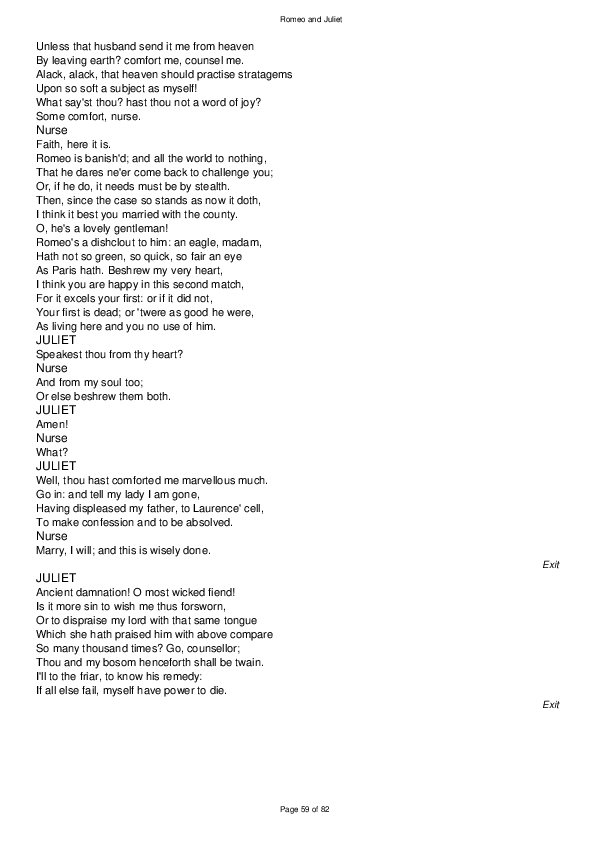 Romeo and Juliet
Unless that husband send it me from heaven
By leaving earth? comfort me, counsel me.
Alack, alack, that heaven should practise stratagems
Upon so soft a subject as myself!
What say'st thou? hast thou not a word of joy?
Some comfort, nurse.
Nurse
Faith, here it is.
Romeo is banish'd; and all the world to nothing,
That he dares ne'er come back to challenge you;
Or, if he do, it needs must be by stealth.
Then, since the case so stands as now it doth,
I think it best you married with the county.
O, he's a lovely gentleman!
Romeo's a dishclout to him: an eagle, madam,
Hath not so green, so quick, so fair an eye
As Paris hath. Beshrew my very heart,
I think you are happy in this second match,
For it excels your first: or if it did not,
Your first is dead; or 'twere as good he were,
As living here and you no use of him.
JULIET
Speakest thou from thy heart?
Nurse
And from my soul too;
Or else beshrew them both.
JULIET
Amen!
Nurse
What?
JULIET
Well, thou hast comforted me marvellous much.
Go in: and tell my lady I am gone,
Having displeased my father, to Laurence' cell,
To make confession and to be absolved.
Nurse
Marry, I will; and this is wisely done.
Exit
JULIET
Ancient damnation! O most wicked fiend!
Is it more sin to wish me thus forsworn,
Or to dispraise my lord with that same tongue
Which she hath praised him with above compare
So many thousand times? Go, counsellor;
Thou and my bosom henceforth shall be twain.
I'll to the friar, to know his remedy:
If all else fail, myself have power to die.
Exit
Page 59 of 82